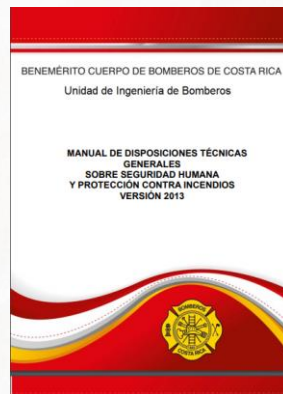 BENEMÉRITO CUERPO DE BOMBEROS DE COSTA RICA
Unidad de Ingeniería de Bomberos
MANUAL DE DISPOSICIONES TÉCNICAS
GENERALES
SOBRE SEGURIDAD HUMANA
Y PROTECCIÓN CONTRA INCENDIOS
VERSIÓN 2013
BOMBEROS
COSTA RICA